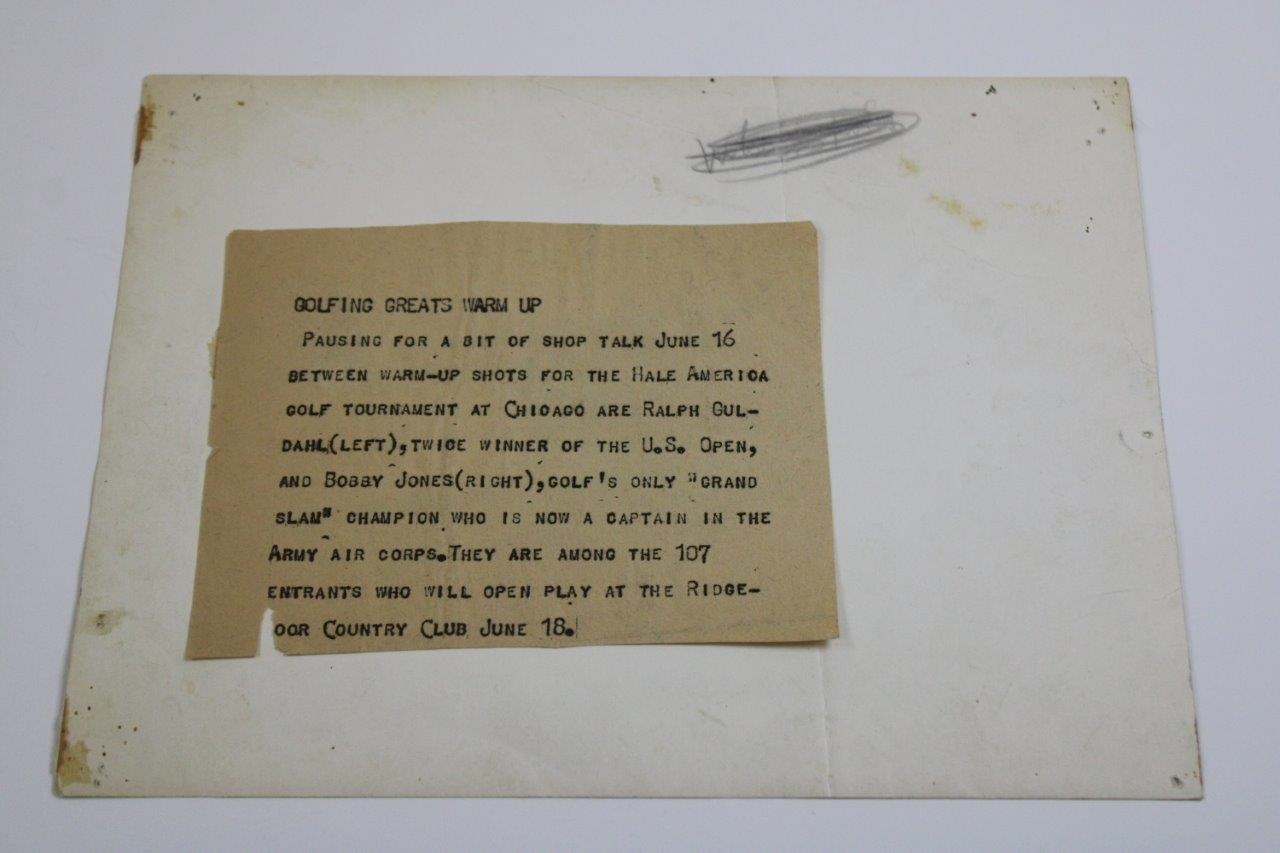 GOLFING GREATS WARM UP
PAUSING FOR A BIT OF SHOP TALK JUNE 16
BETWEEN WARM-UP SHOTS FOR THE HALE AMERICA
GOLF TOURNAMENT AT CHICAGO ARE RALPH GUL-
DAHL(LEFT),TWICE WINNER OF THE U.S. OPEN,
AND BOBBY JONES(RIGHT),GOLF'S ONLY "GRAND
SLAM" CHAMPION WHO IS NOW A CAPTAIN IN THE
ARMY AIR CORPS.THEY ARE AMONG THE 107
ENTRANTS WHO WILL OPEN PLAY AT THE RIDGE-
OOR COUNTRY CLUB JUNE 18.